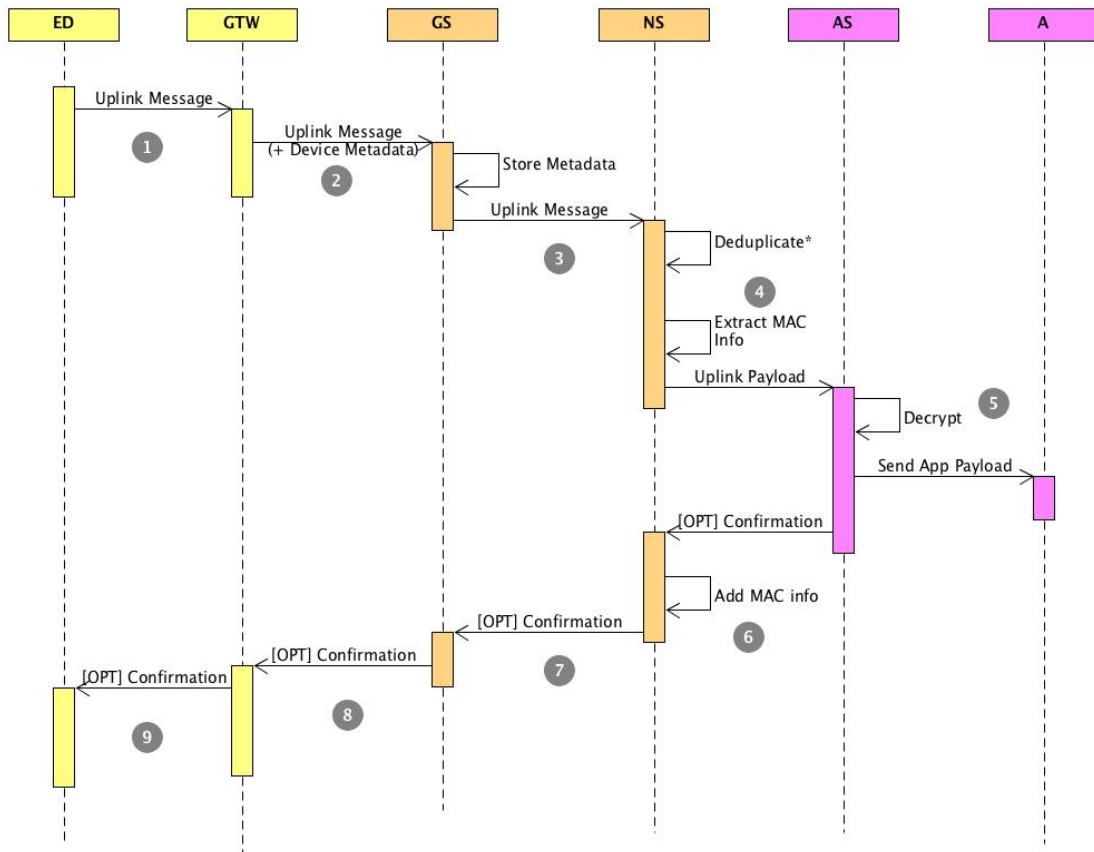 ED
GTW
GS
NS
AS
A
Uplink Message
1
Uplink Message
(+ Device Metadata)
2
Store Metadata
Uplink Message
3
Deduplicate*
4
Extract MAC
Info
Uplink Payload
5
Decrypt
Send App Payload
[OPT] Confirmation
Add MAC info
6
[OPT] Confirmation
7
[OPT] Confirmation
8
[OPT] Confirmation
9